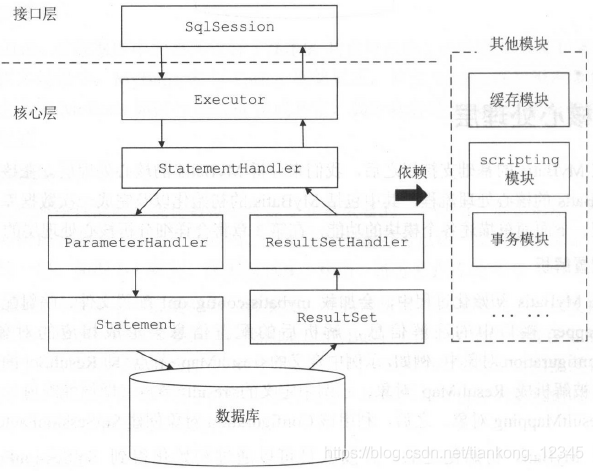 接口层
SqlSession
其他模块
核心层
Executor
缓存模块
StatementHandler
scripting
模块
依赖
ParameterHandler
ResultSetHandler
事务模块
Statement
ResultSet
... ...
数据库
https://blog.csdn.net/jiankong_12345